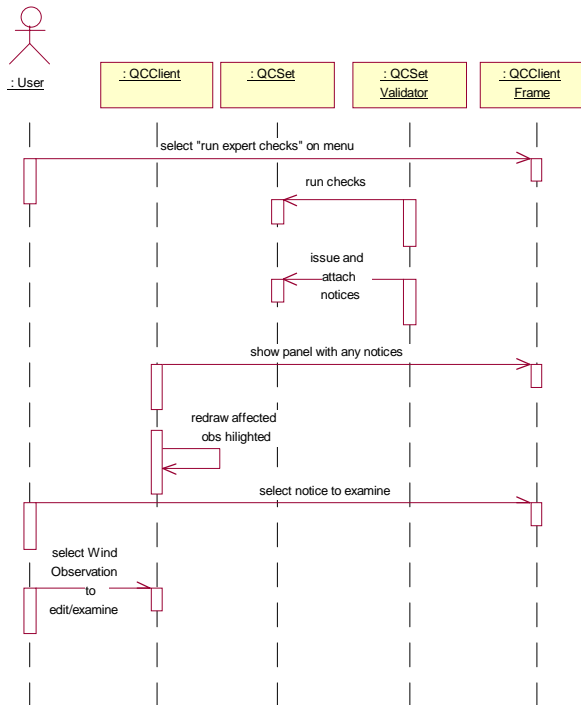 : User
: QCClient
: QCSet
: QCSet
Validator
: QCClient
Frame
select "run expert checks" on menu
run checks
issue and
attach
notices
show panel with any notices
redraw affected
obs hilighted
select notice to examine
select Wind
Observation
to
edit/examine